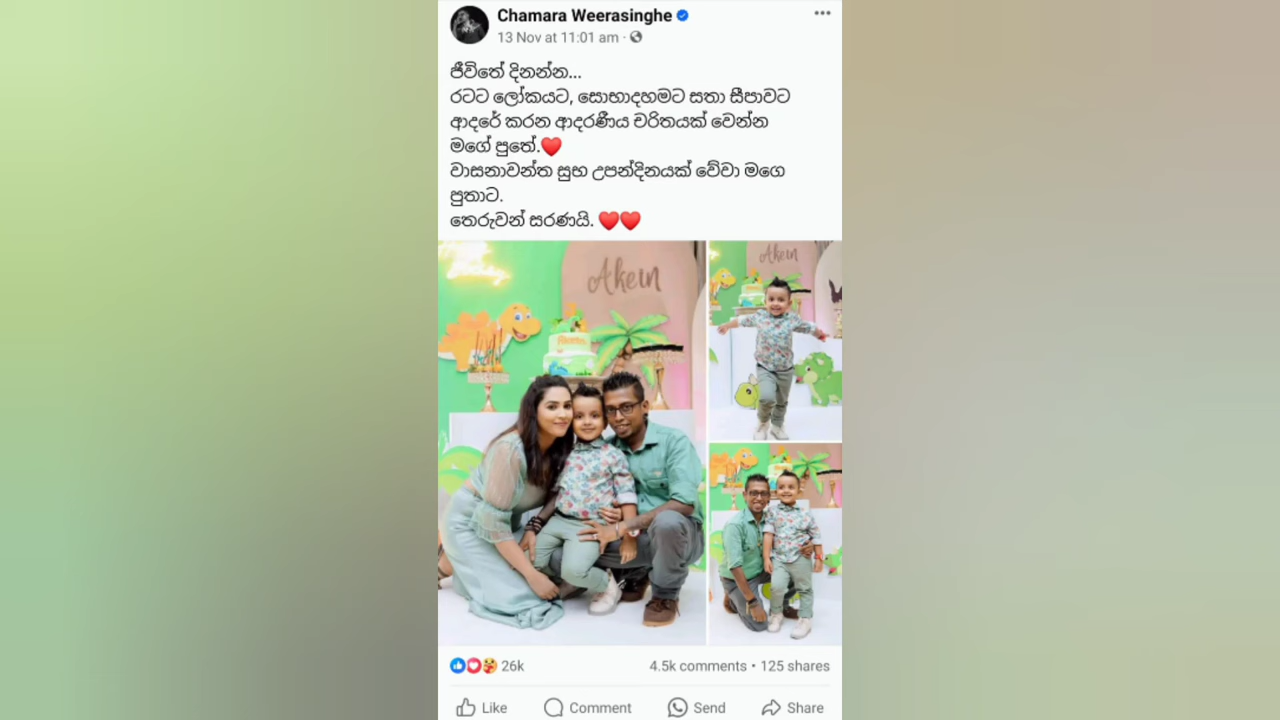 Chamara Weerasinghe
13 Nov at 11:01 am ·
ජීවිතේ දිනන්න...
රටට ලෝකයට, සොභාදහමට සතා සීපාවට
ආදරේ කරන ආදරණීය චරිතයක් වෙන්න
මගේ පුතේ.❤️
වාසනාවන්ත සුභ උපන්දිනයක් වේවා මගෙ
පුතාට.
තෙරුවන් සරණයි. ❤️❤️
Akein
Akein
26k
4.5k comments • 125 shares
Like
Comment
Send
Share